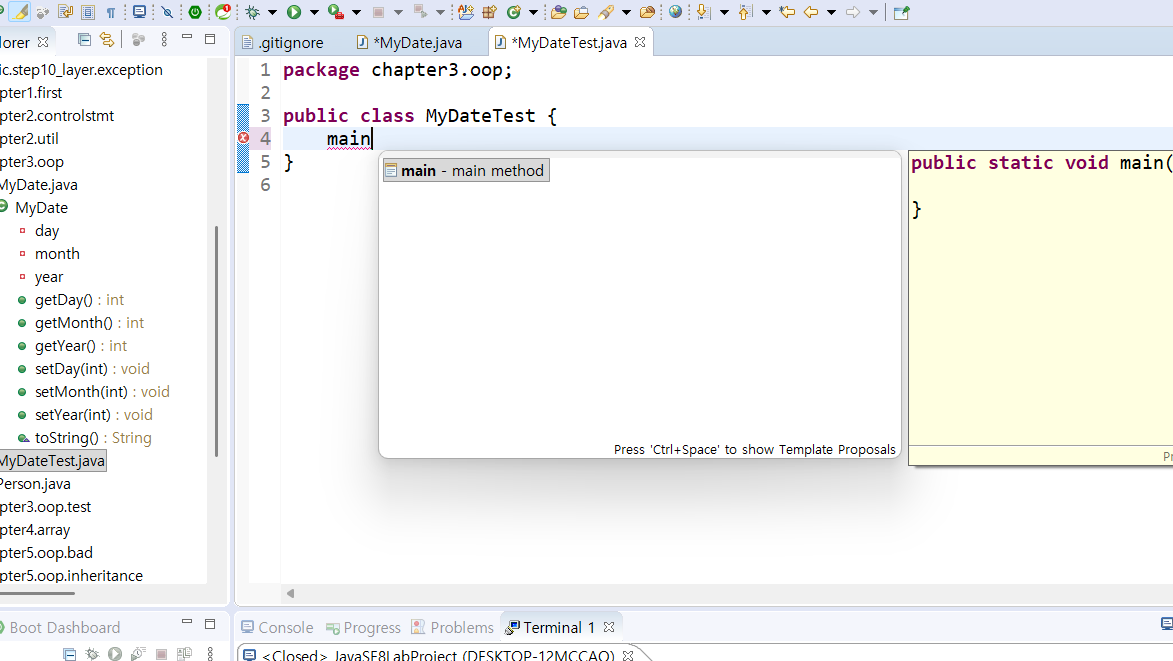 lorer
ic.step10_layer.exception
pter1.first
pter2.controlstmt
pter2.util
pter3.oop
MyDate.java
MyDate
day
month
year
getDay() : int
getMonth() : int
getYear() : int
setDay(int) : void
setMonth(int) : void
setYear(int) : void
toString() : String
MyDateTest.java
Person.java
pter3.oop.test
pter4.array
pter5.oop.bad
pter5.oop.inheritance
Boot Dashboard
.gitignore
*MyDate.java
*MyDateTest.java
1 package chapter3.oop;
2
3 public class MyDateTest {
4 main
5 }
6
main - main method
Press 'Ctrl+Space' to show Template Proposals
public static void main(
}
Pr
Console
Progress
Problems
Terminal 1
<Closed> JavaSE8LabProject (DESKTOP-12MCCAO)